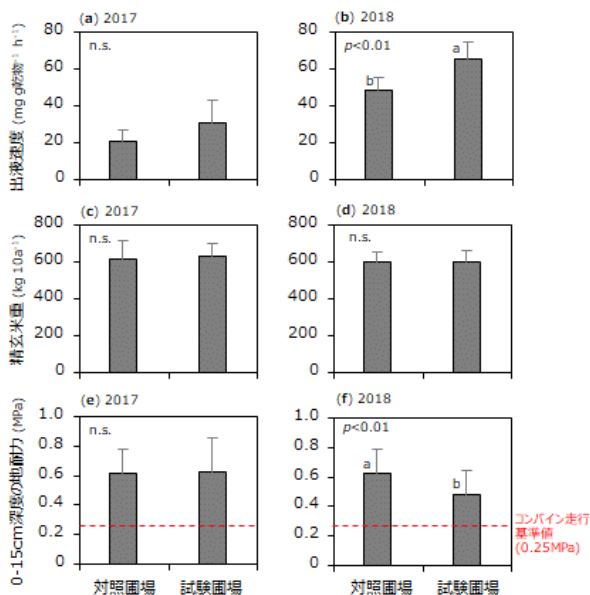 (a) 2017
n.s.
80
60
40
20
0
出液速度 (mg g乾物⁻¹ h⁻¹)
(b) 2018
p<0.01
b
a
80
60
40
20
0
(c) 2017
n.s.
800
600
400
200
0
精玄米重 (kg 10a⁻¹)
(d) 2018
n.s.
800
600
400
200
0
(e) 2017
n.s.
1.0
0.8
0.6
0.4
0.2
0
0-15cm深度の地耐力 (MPa)
対照圃場 試験圃場
(f) 2018
p<0.01
a
b
1.0
0.8
0.6
0.4
0.2
0
対照圃場 試験圃場
コンバイン走行
基準値
(0.25MPa)